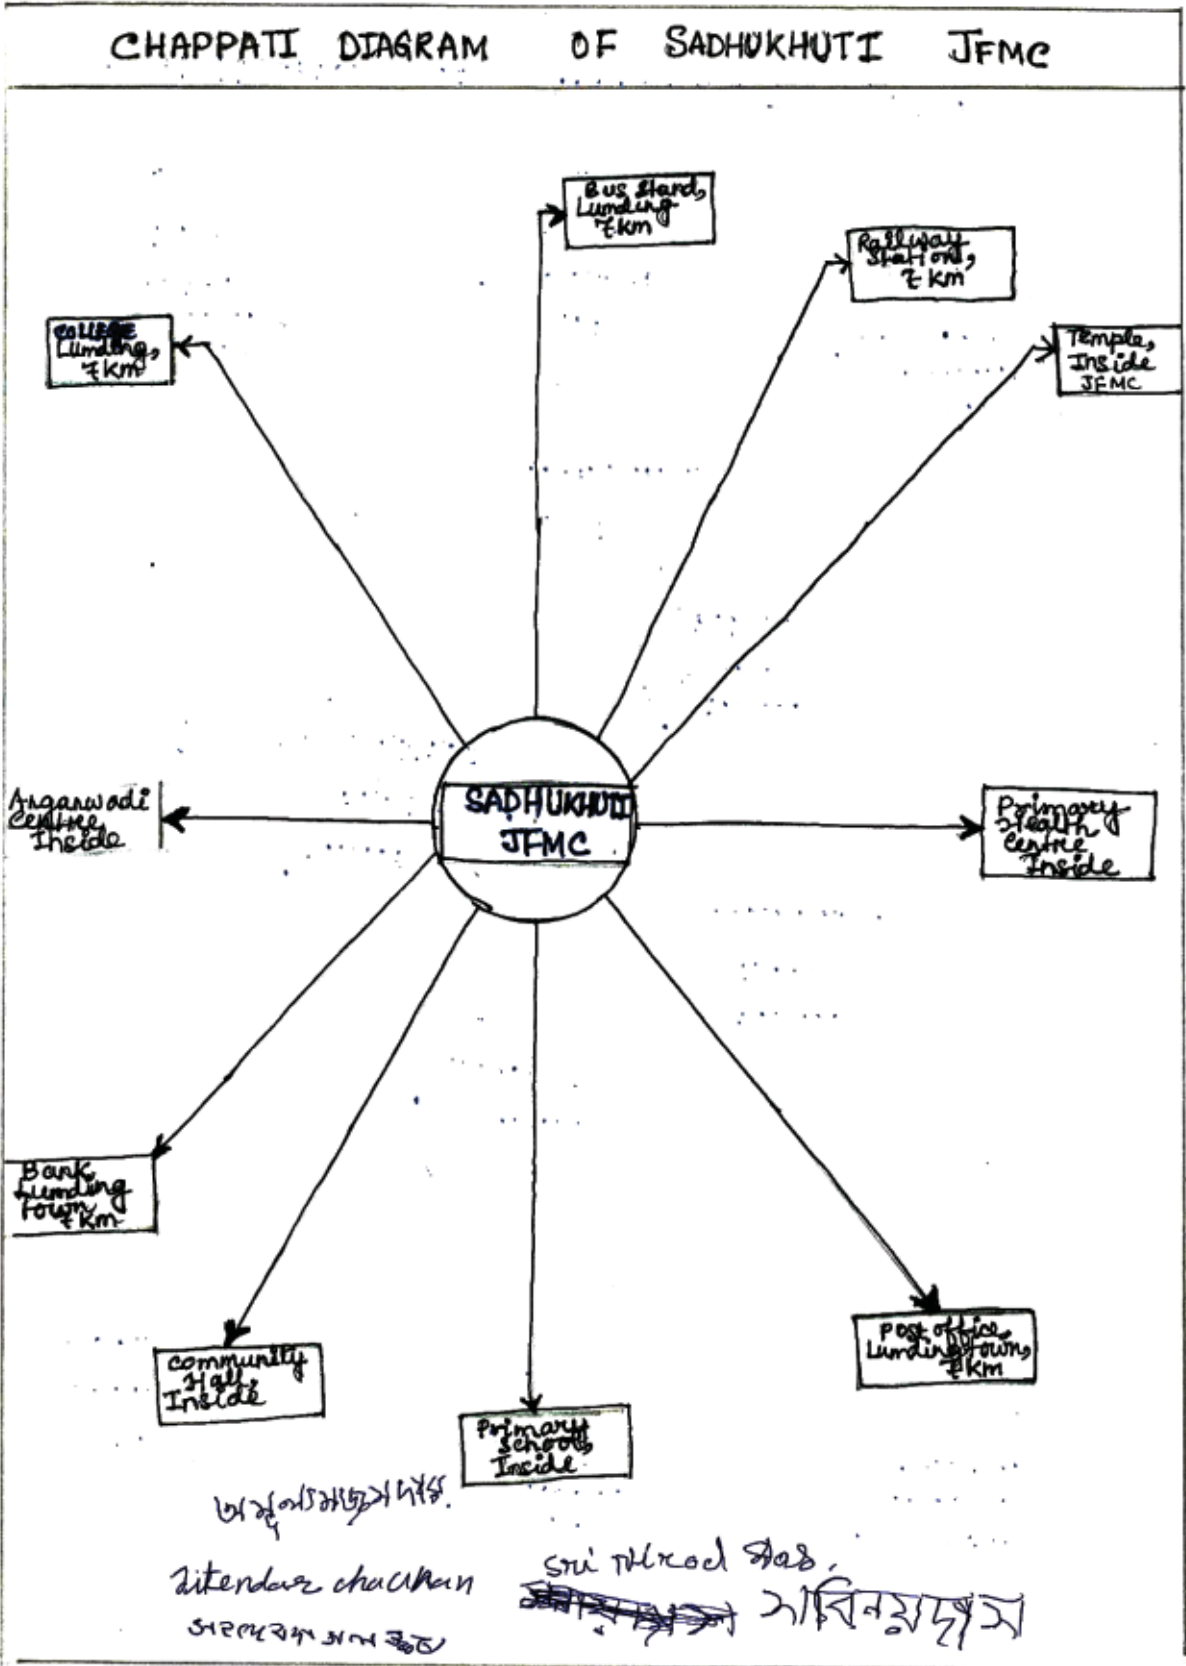 CHAPPATI DIAGRAM OF SADHUKHUTI JFMC
Bus Stand,
Lumding
7km
Railway
Station,
7 km
COLLEGE
Lumding,
7km
Temple,
Inside
JFMC
Anganwadi
Centre
Inside
SADHUKHUTI
JFMC
Primary
Health
Centre
Inside
Bank,
Lumding
town,
7km
Community
Hall,
Inside
Primary
School,
Inside
Post office,
Lumding town,
7km
Jitendar chauhan
Sri Nirod Das,